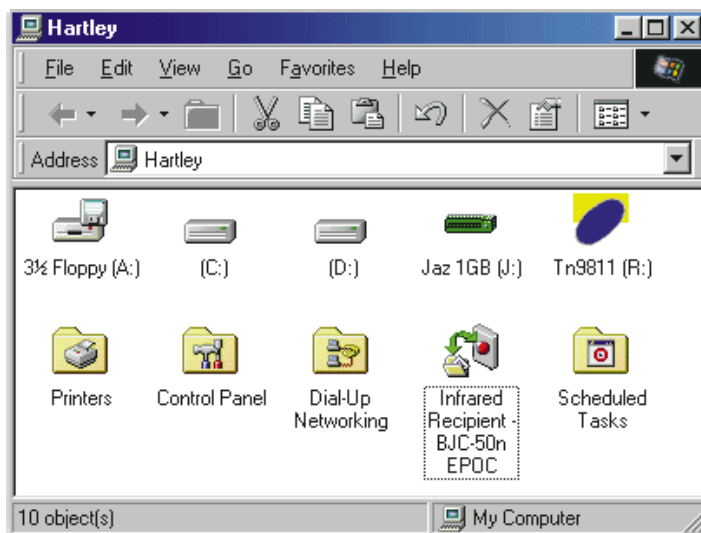 Hartley
File Edit View Go Favorites Help
Address Hartley
3½ Floppy (A:) (C:) (D:) Jaz 1GB (J:) Tn9811 (R:)
Printers Control Panel Dial-Up Infrared Scheduled
Networking Recipient - Tasks
BJC-50n
EPOC
10 object(s) My Computer